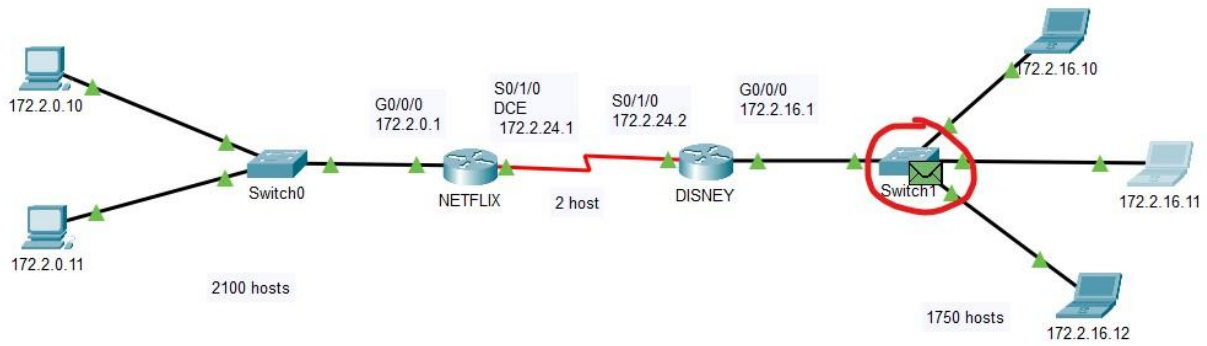 172.2.0.10
172.2.0.11
Switch0
2100 hosts
G0/0/0
172.2.0.1
NETFLIX
S0/1/0
DCE
172.2.24.1
2 host
S0/1/0
172.2.24.2
DISNEY
G0/0/0
172.2.16.1
Switch1
172.2.16.10
172.2.16.11
172.2.16.12
1750 hosts